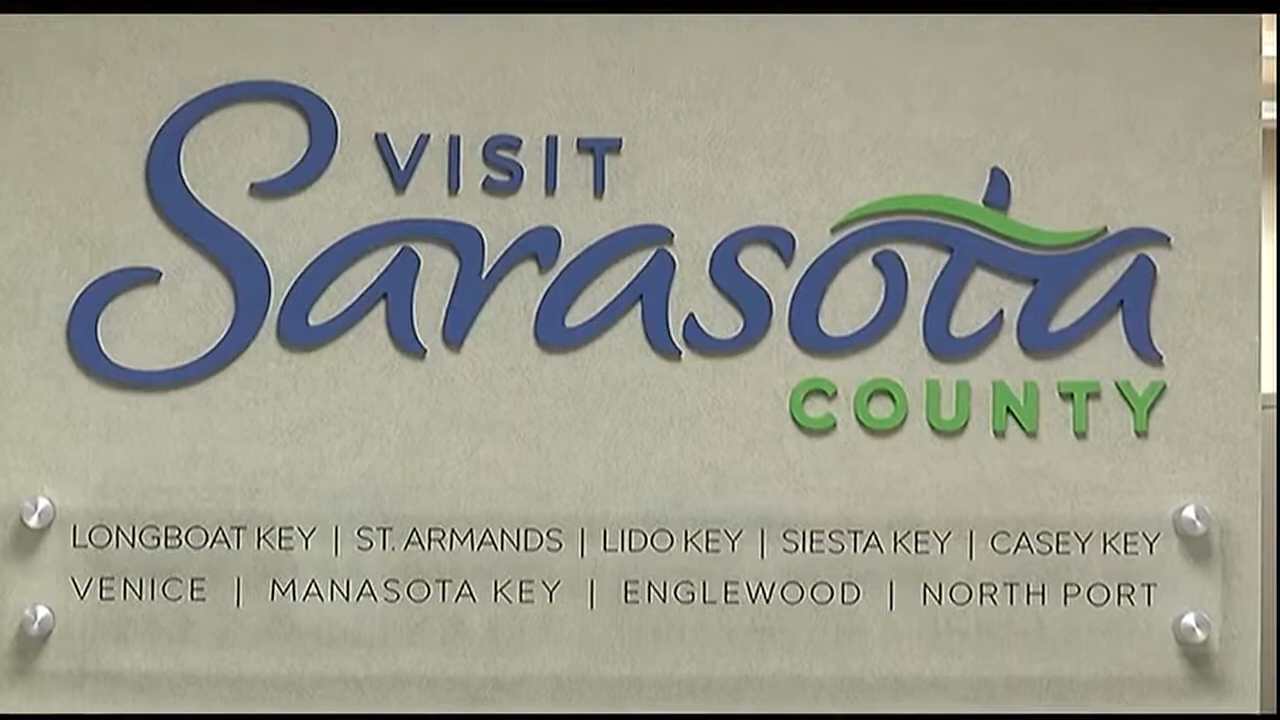 VISIT
Sarasota
COUNTY
LONGBOAT KEY | ST. ARMANDS | LIDO KEY | SIESTA KEY | CASEY KEY
VENICE | MANASOTA KEY | ENGLEWOOD | NORTH PORT